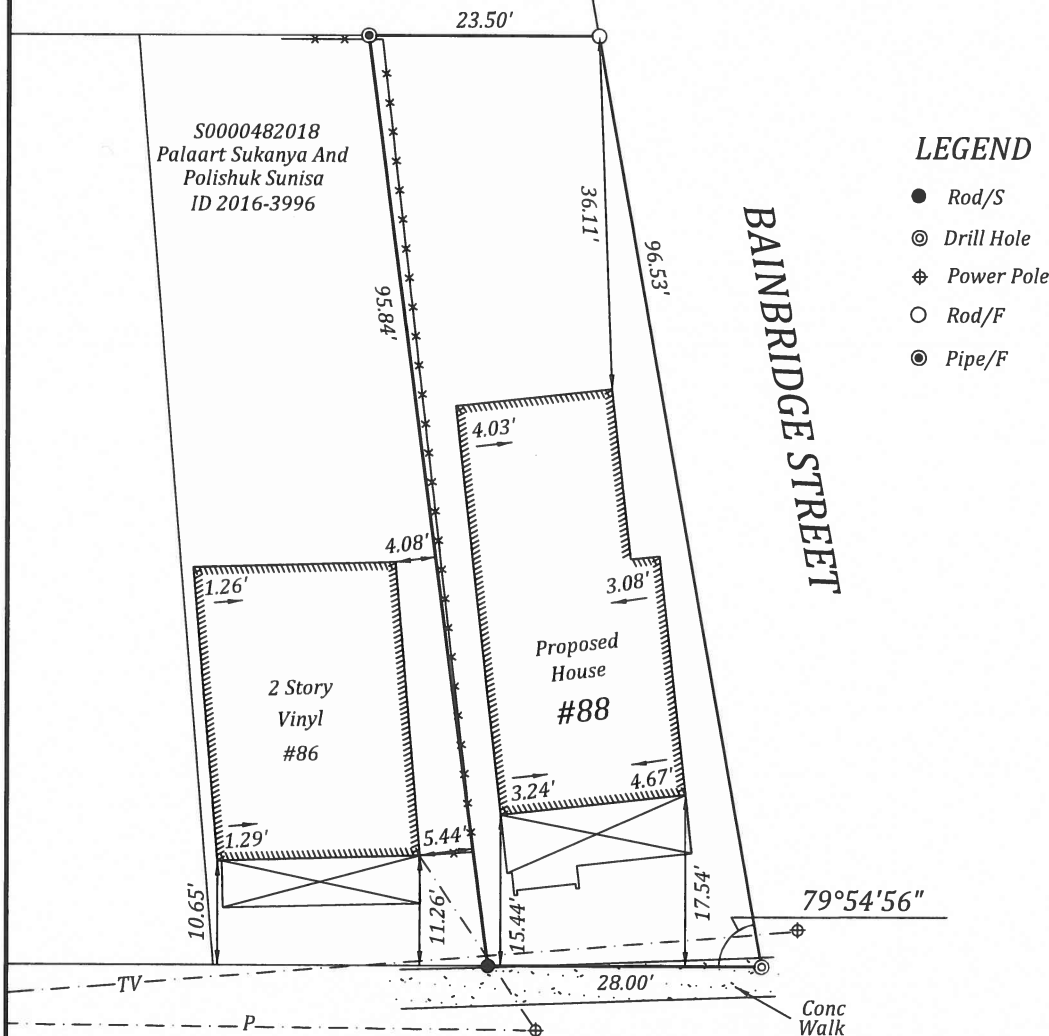 23.50'
S0000482018
Palaart Sukanya And
Polishuk Sunisa
ID 2016-3996
LEGEND
Rod/S
Drill Hole
Power Pole
Rod/F
Pipe/F
36.11'
96.53'
95.84'
BAINBRIDGE STREET
4.03'
4.08'
1.26'
3.08'
Proposed
House
#88
2 Story
Vinyl
#86
3.24'
4.67'
1.29'
5.44'
10.65'
11.26'
15.44'
17.54'
79°54'56"
TV
28.00'
P
Conc
Walk